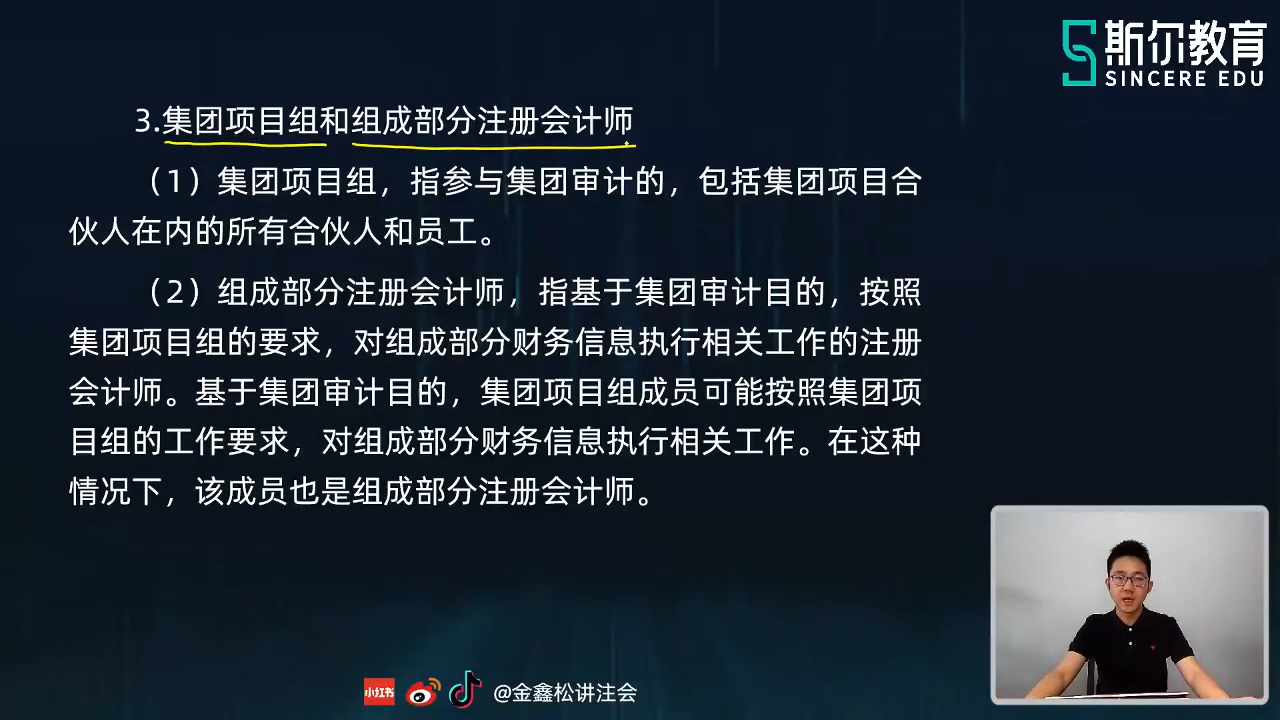 斯尔教育
SINCERE EDU
3.集团项目组和组成部分注册会计师
（1）集团项目组，指参与集团审计的，包括集团项目合
伙人在内的所有合伙人和员工。
（2）组成部分注册会计师，指基于集团审计目的，按照
集团项目组的要求，对组成部分财务信息执行相关工作的注册
会计师。基于集团审计目的，集团项目组成员可能按照集团项
目组的工作要求，对组成部分财务信息执行相关工作。在这种
情况下，该成员也是组成部分注册会计师。
小红书
@金鑫松讲注会